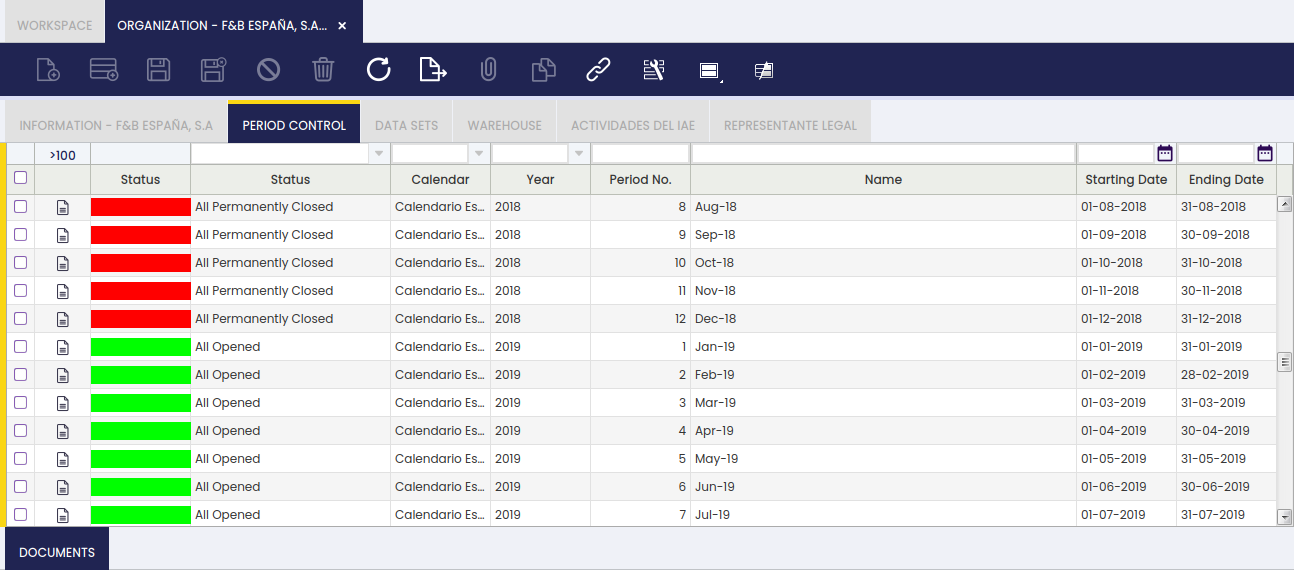 WORKSPACE ORGANIZATION - F&B ESPAÑA, S.A... ×
INFORMATION - F&B ESPAÑA, S.A PERIOD CONTROL DATA SETS WAREHOUSE ACTIVIDADES DEL IAE REPRESENTANTE LEGAL
>100
Status Status Calendar Year Period No. Name Starting Date Ending Date
All Permanently Closed Calendario Es... 2018 8 Aug-18 01-08-2018 31-08-2018
All Permanently Closed Calendario Es... 2018 9 Sep-18 01-09-2018 30-09-2018
All Permanently Closed Calendario Es... 2018 10 Oct-18 01-10-2018 31-10-2018
All Permanently Closed Calendario Es... 2018 11 Nov-18 01-11-2018 30-11-2018
All Permanently Closed Calendario Es... 2018 12 Dec-18 01-12-2018 31-12-2018
All Opened Calendario Es... 2019 1 Jan-19 01-01-2019 31-01-2019
All Opened Calendario Es... 2019 2 Feb-19 01-02-2019 28-02-2019
All Opened Calendario Es... 2019 3 Mar-19 01-03-2019 31-03-2019
All Opened Calendario Es... 2019 4 Apr-19 01-04-2019 30-04-2019
All Opened Calendario Es... 2019 5 May-19 01-05-2019 31-05-2019
All Opened Calendario Es... 2019 6 Jun-19 01-06-2019 30-06-2019
All Opened Calendario Es... 2019 7 Jul-19 01-07-2019 31-07-2019
DOCUMENTS